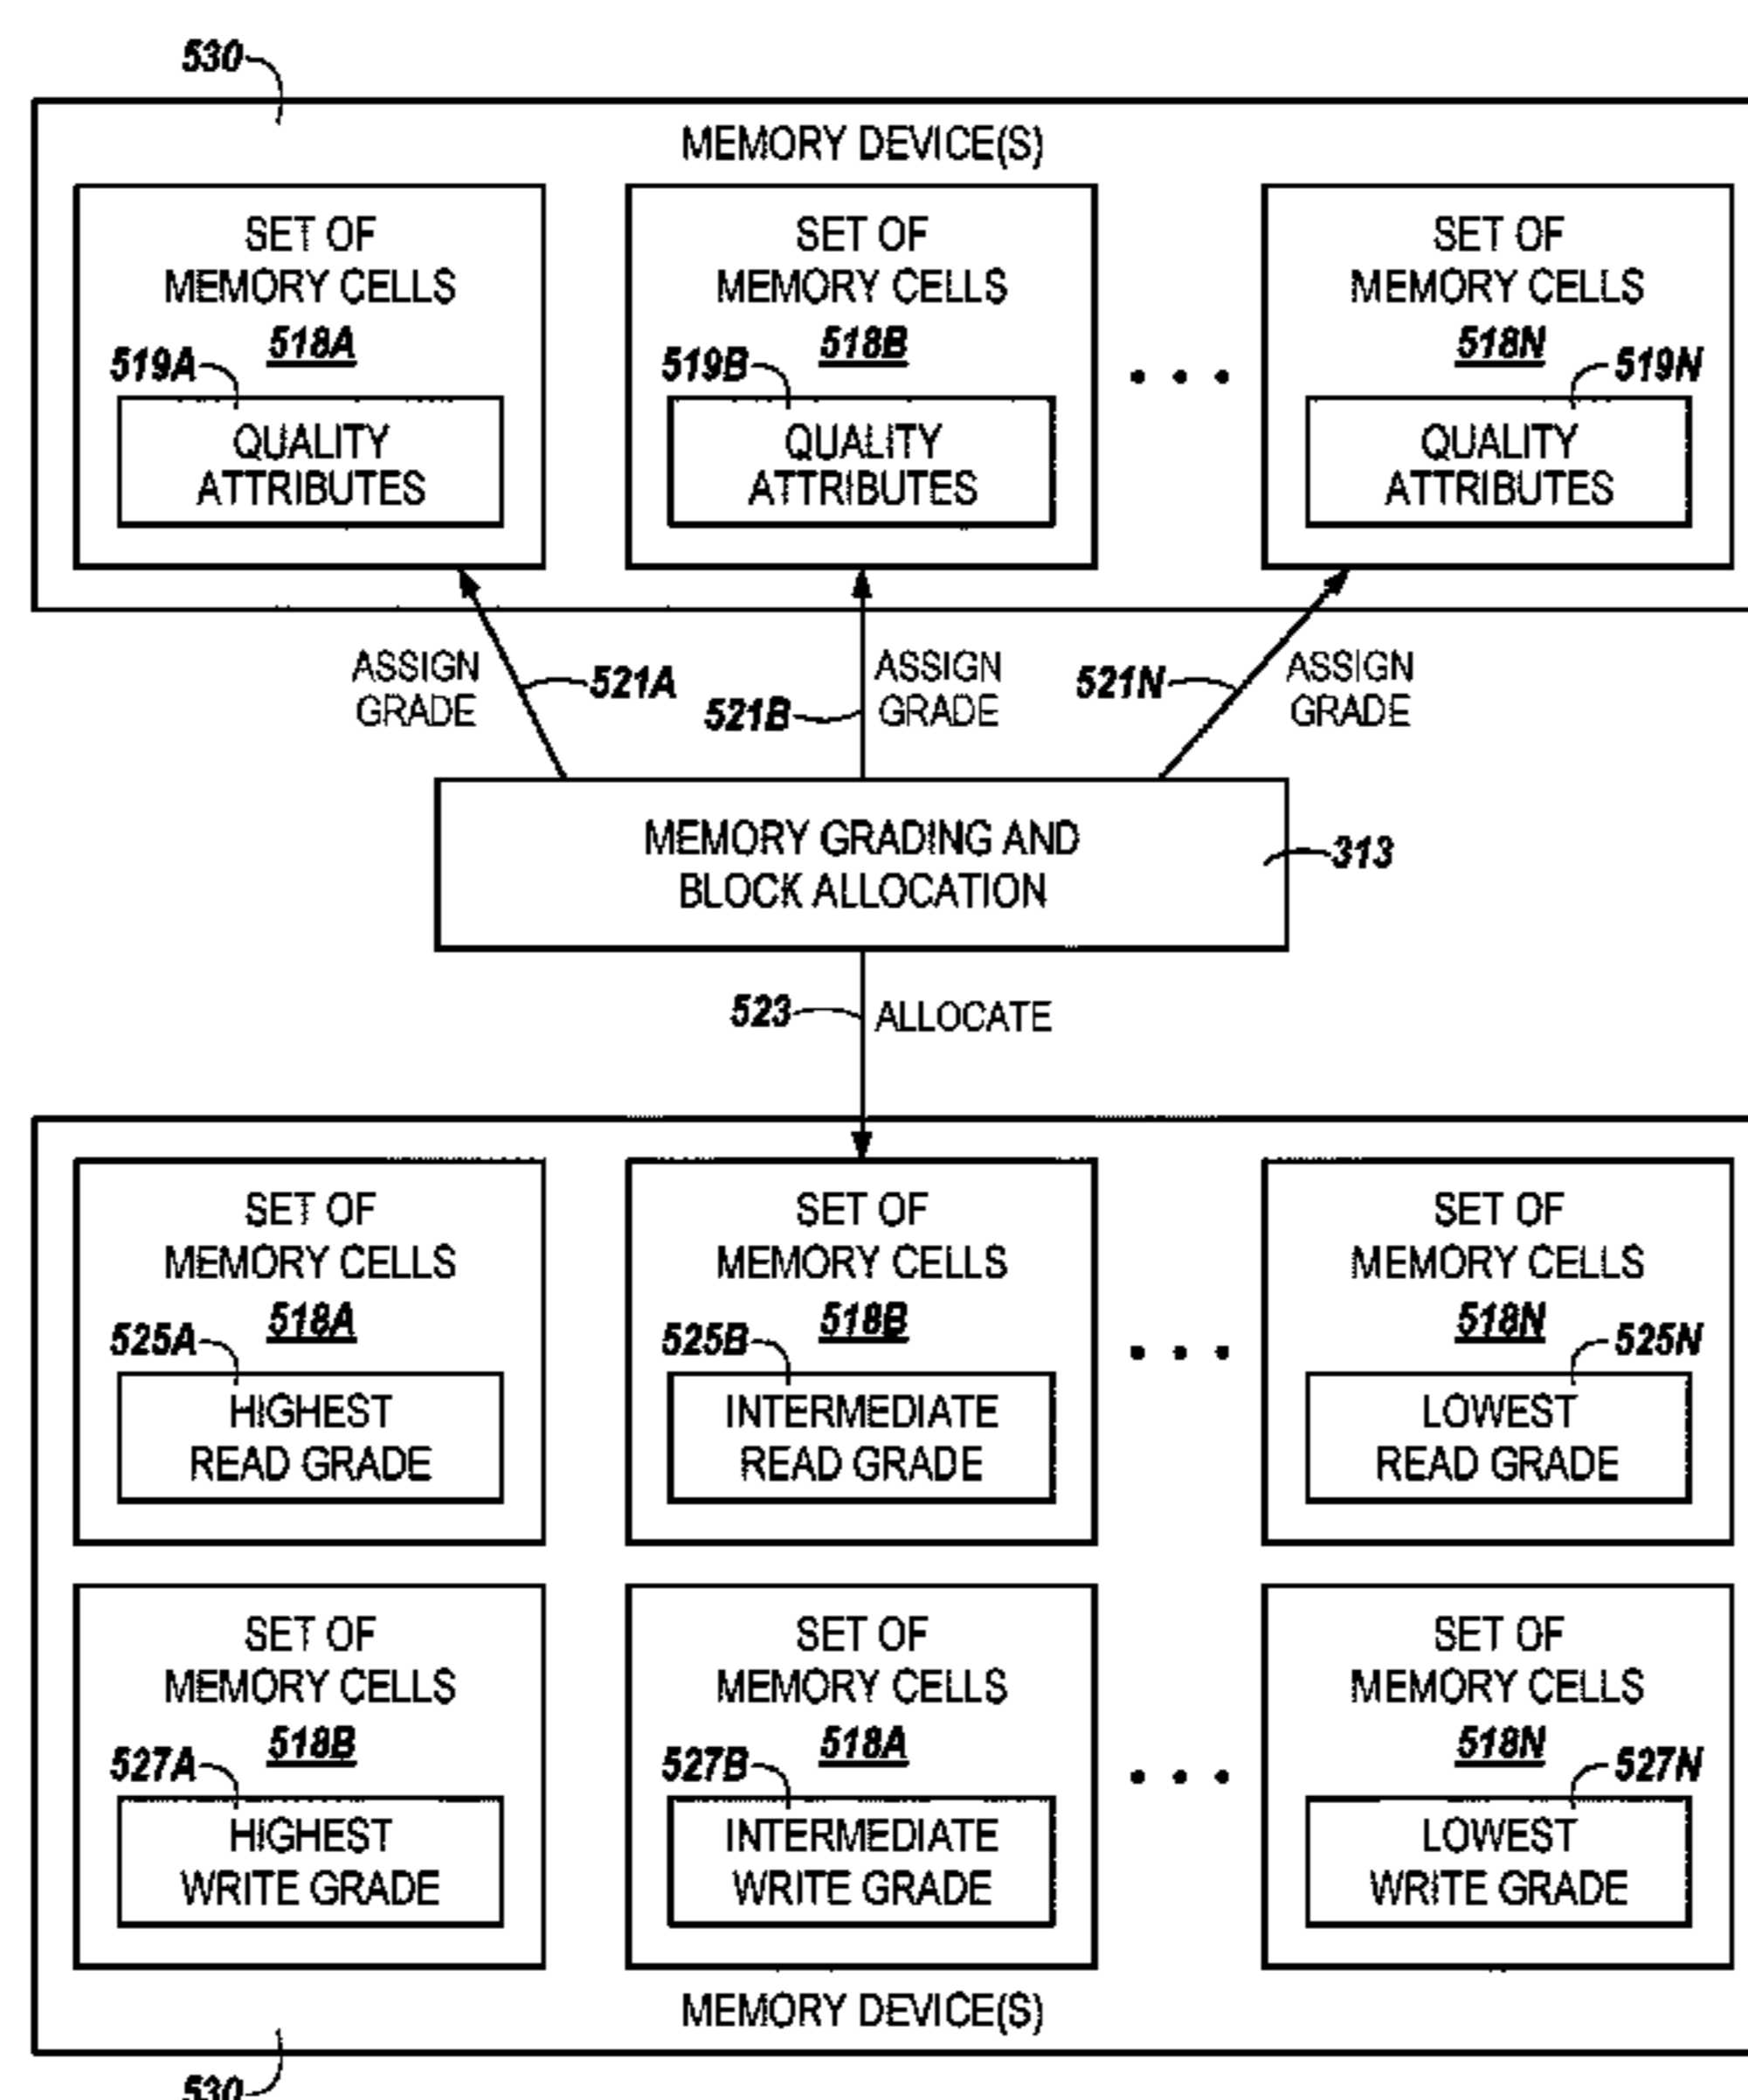 530
MEMORY DEVICE(S)
SET OF
MEMORY CELLS
518A
519A
QUALITY
ATTRIBUTES
SET OF
MEMORY CELLS
518B
519B
QUALITY
ATTRIBUTES
• • •
SET OF
MEMORY CELLS
518N
519N
QUALITY
ATTRIBUTES
ASSIGN
GRADE
521A
521B
ASSIGN
GRADE
521N
ASSIGN
GRADE
MEMORY GRADING AND
BLOCK ALLOCATION
313
523
ALLOCATE
SET OF
MEMORY CELLS
518A
525A
HIGHEST
READ GRADE
SET OF
MEMORY CELLS
518B
525B
INTERMEDIATE
READ GRADE
• • •
SET OF
MEMORY CELLS
518N
525N
LOWEST
READ GRADE
SET OF
MEMORY CELLS
518B
527A
HIGHEST
WRITE GRADE
SET OF
MEMORY CELLS
518A
527B
INTERMEDIATE
WRITE GRADE
• • •
SET OF
MEMORY CELLS
518N
527N
LOWEST
WRITE GRADE
MEMORY DEVICE(S)
530